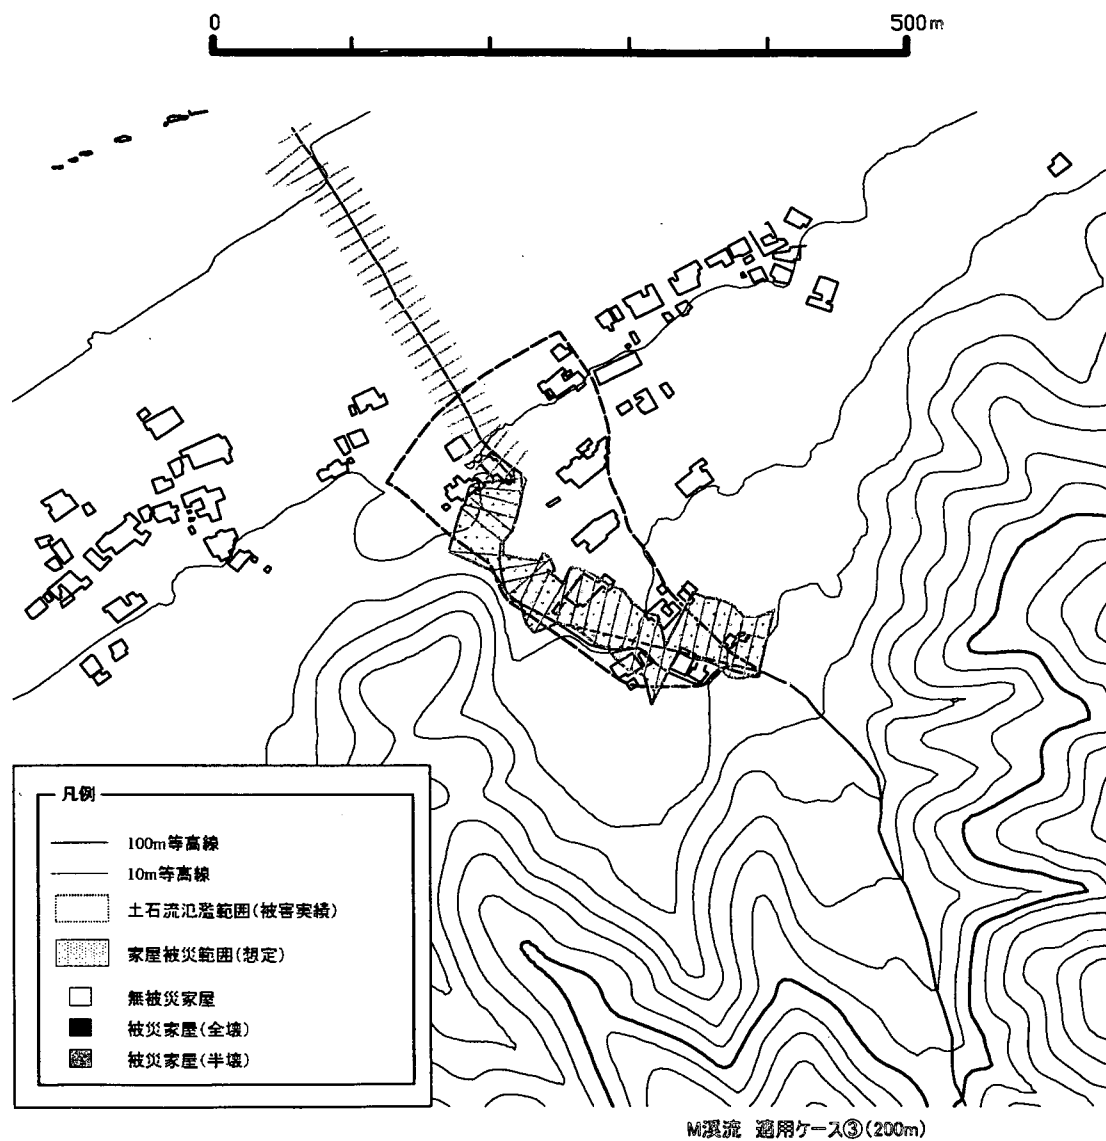 0 500m
凡例
100m等高線
10m等高線
土石流氾濫範囲(被害実績)
家屋被災範囲(想定)
無被災家屋
被災家屋(全壊)
被災家屋(半壊)
M渓流 適用ケース③(200m)